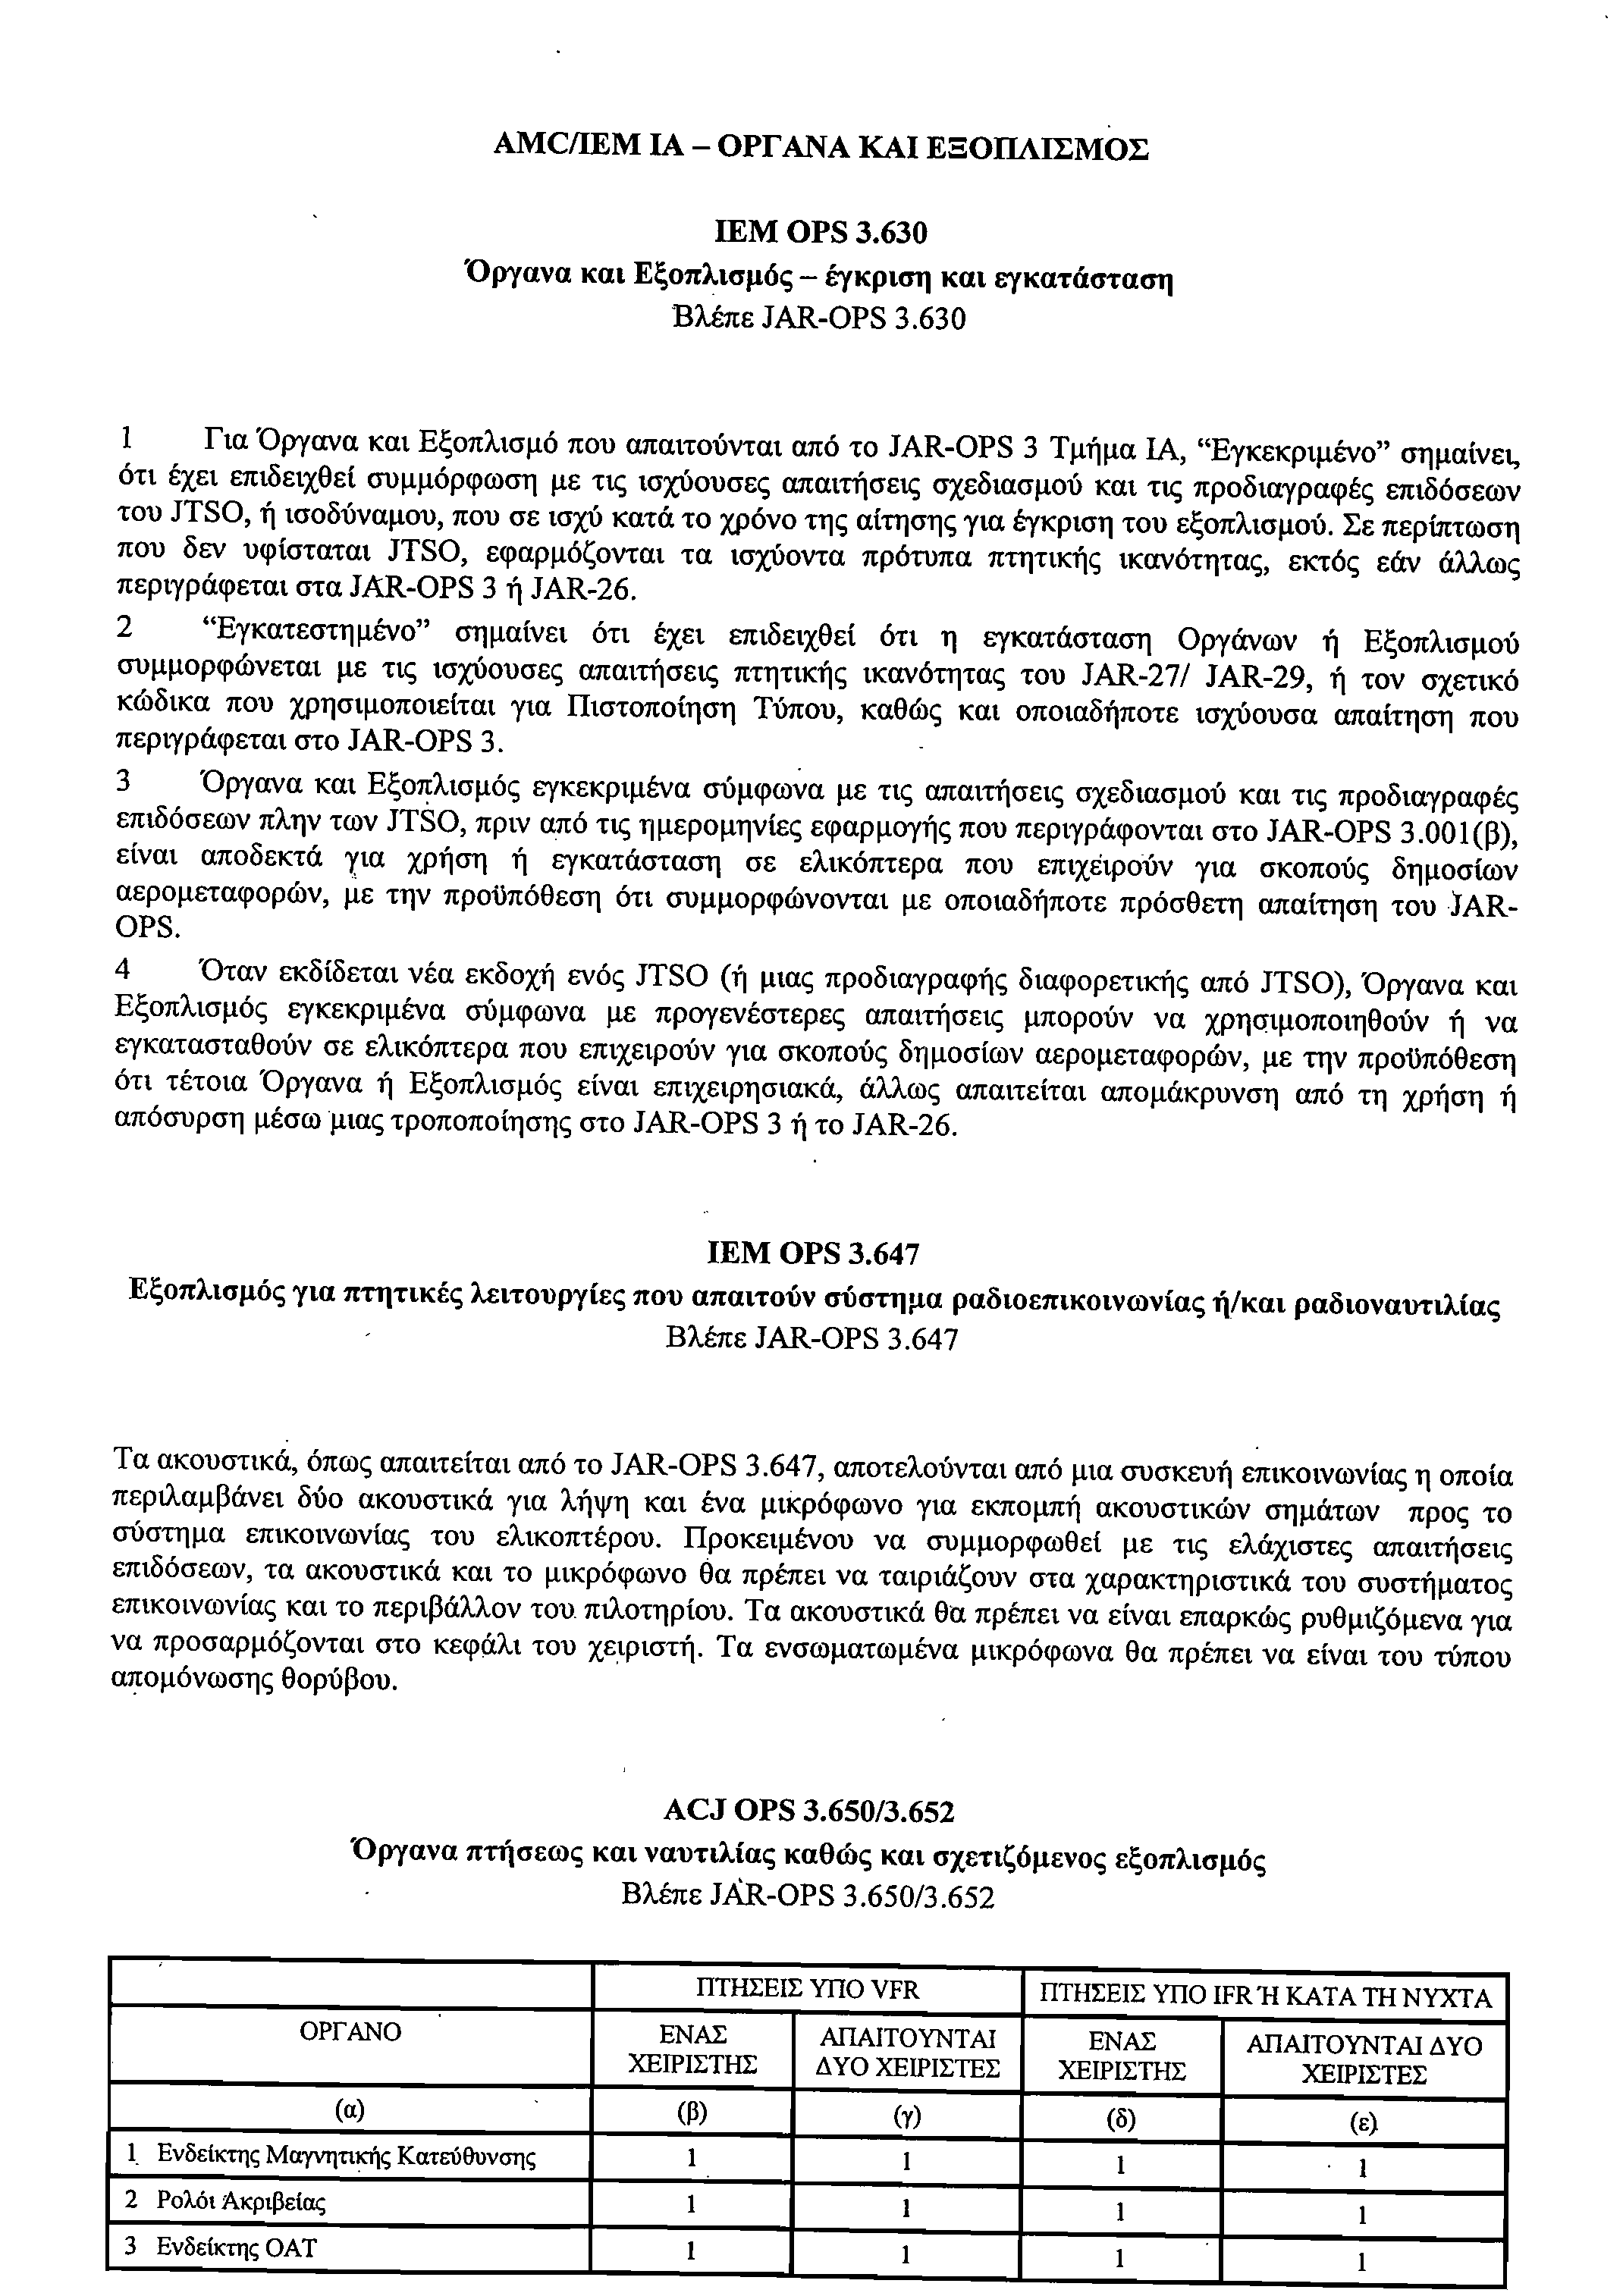 AMC/IEM IA – ΟΡΓΑΝΑ ΚΑΙ ΕΞΟΠΛΙΣΜΟΣ
IEM OPS 3.630
Όργανα και Εξοπλισμός – έγκριση και εγκατάσταση
Βλέπε JAR-OPS 3.630
1 Για Όργανα και Εξοπλισμό που απαιτούνται από το JAR-OPS 3 Τμήμα ΙΑ, “Εγκεκριμένο” σημαίνει,
ότι έχει επιδειχθεί συμμόρφωση με τις ισχύουσες απαιτήσεις σχεδιασμού και τις προδιαγραφές επιδόσεων
του JTSO, ή ισοδύναμου, που σε ισχύ κατά το χρόνο της αίτησης για έγκριση του εξοπλισμού. Σε περίπτωση
που δεν υφίσταται JTSO, εφαρμόζονται τα ισχύοντα πρότυπα πτητικής ικανότητας, εκτός εάν άλλως
περιγράφεται στα JAR-OPS 3 ή JAR-26.
2 “Εγκατεστημένο” σημαίνει ότι έχει επιδειχθεί ότι η εγκατάσταση Οργάνων ή Εξοπλισμού
συμμορφώνεται με τις ισχύουσες απαιτήσεις πτητικής ικανότητας του JAR-27/ JAR-29, ή τον σχετικό
κώδικα που χρησιμοποιείται για Πιστοποίηση Τύπου, καθώς και οποιαδήποτε ισχύουσα απαίτηση που
περιγράφεται στο JAR-OPS 3.
3 Όργανα και Εξοπλισμός εγκεκριμένα σύμφωνα με τις απαιτήσεις σχεδιασμού και τις προδιαγραφές
επιδόσεων πλην των JTSO, πριν από τις ημερομηνίες εφαρμογής που περιγράφονται στο JAR-OPS 3.001(β),
είναι αποδεκτά για χρήση ή εγκατάσταση σε ελικόπτερα που επιχειρούν για σκοπούς δημοσίων
αερομεταφορών, με την προϋπόθεση ότι συμμορφώνονται με οποιαδήποτε πρόσθετη απαίτηση του JAR-
OPS.
4 Όταν εκδίδεται νέα εκδοχή ενός JTSO (ή μιας προδιαγραφής διαφορετικής από JTSO), Όργανα και
Εξοπλισμός εγκεκριμένα σύμφωνα με προγενέστερες απαιτήσεις μπορούν να χρησιμοποιηθούν ή να
εγκατασταθούν σε ελικόπτερα που επιχειρούν για σκοπούς δημοσίων αερομεταφορών, με την προϋπόθεση
ότι τέτοια Όργανα ή Εξοπλισμός είναι επιχειρησιακά, άλλως απαιτείται απομάκρυνση από τη χρήση ή
απόσυρση μέσω μιας τροποποίησης στο JAR-OPS 3 ή το JAR-26.
IEM OPS 3.647
Εξοπλισμός για πτητικές λειτουργίες που απαιτούν σύστημα ραδιοεπικοινωνίας ή/και ραδιοναυτιλίας
Βλέπε JAR-OPS 3.647
Τα ακουστικά, όπως απαιτείται από το JAR-OPS 3.647, αποτελούνται από μια συσκευή επικοινωνίας η οποία
περιλαμβάνει δύο ακουστικά για λήψη και ένα μικρόφωνο για εκπομπή ακουστικών σημάτων προς το
σύστημα επικοινωνίας του ελικοπτέρου. Προκειμένου να συμμορφωθεί με τις ελάχιστες απαιτήσεις
επιδόσεων, τα ακουστικά και το μικρόφωνο θα πρέπει να ταιριάζουν στα χαρακτηριστικά του συστήματος
επικοινωνίας και το περιβάλλον του πιλοτηρίου. Τα ακουστικά θα πρέπει να είναι επαρκώς ρυθμιζόμενα για
να προσαρμόζονται στο κεφάλι του χειριστή. Τα ενσωματωμένα μικρόφωνα θα πρέπει να είναι του τύπου
απομόνωσης θορύβου.
ACJ OPS 3.650/3.652
Όργανα πτήσεως και ναυτιλίας καθώς και σχετιζόμενος εξοπλισμός
Βλέπε JAR-OPS 3.650/3.652
ΠΤΗΣΕΙΣ ΥΠΟ VFR ΠΤΗΣΕΙΣ ΥΠΟ IFR Ή ΚΑΤΑ ΤΗ ΝΥΧΤΑ
ΟΡΓΑΝΟ ΕΝΑΣ ΑΠΑΙΤΟΥΝΤΑΙ ΕΝΑΣ ΑΠΑΙΤΟΥΝΤΑΙ ΔΥΟ
ΧΕΙΡΙΣΤΗΣ ΔΥΟ ΧΕΙΡΙΣΤΕΣ ΧΕΙΡΙΣΤΗΣ ΧΕΙΡΙΣΤΕΣ
(α) (β) (γ) (δ) (ε)
1 Ενδείκτης Μαγνητικής Κατεύθυνσης 1 1 1 1
2 Ρολόι Ακριβείας 1 1 1 1
3 Ενδείκτης OAT 1 1 1 1